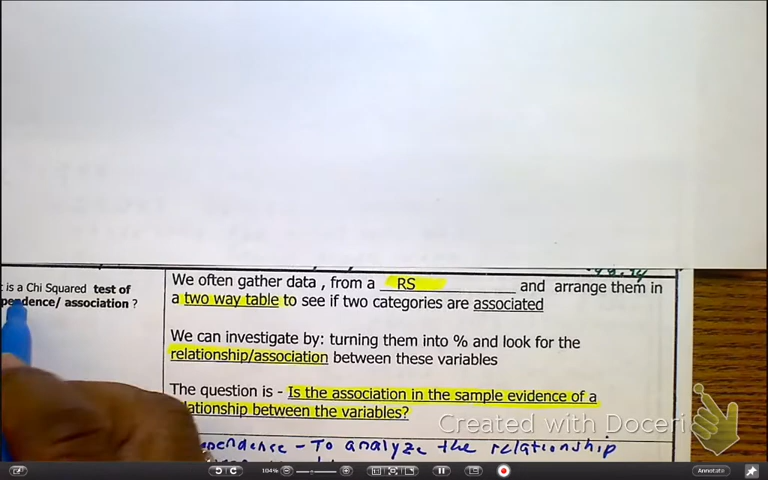 is a Chi Squared test of
pendence/ association ?
We often gather data , from a RS and arrange them in
a two way table to see if two categories are associated
We can investigate by: turning them into % and look for the
relationship/association between these variables
The question is - Is the association in the sample evidence of a
lationship between the variables?
Created with Doceri
pendence - To analyze the relationship
104%
Annotate